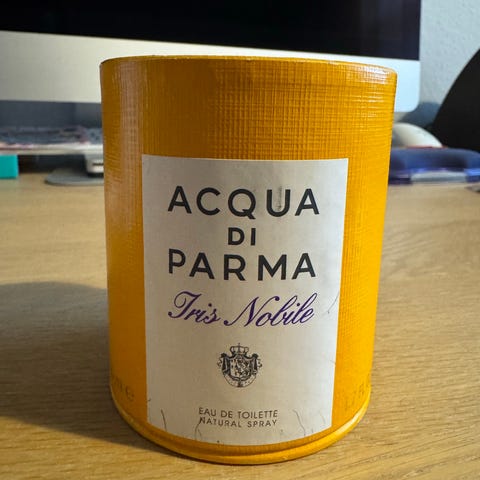 ACQUA
DI
PARMA
Iris Nobile
EAU DE TOILETTE
NATURAL SPRAY